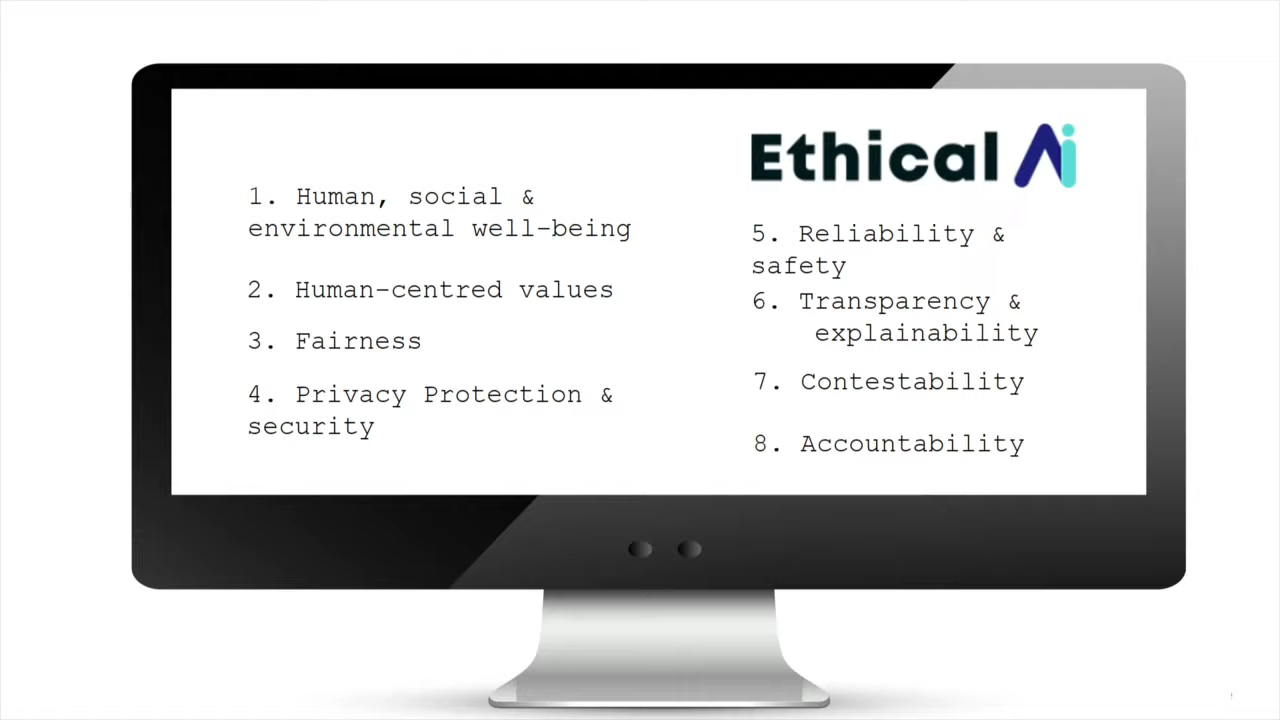 1. Human, social &
environmental well-being
2. Human-centred values
3. Fairness
4. Privacy Protection &
security
Ethical Ai
5. Reliability &
safety
6. Transparency &
explainability
7. Contestability
8. Accountability